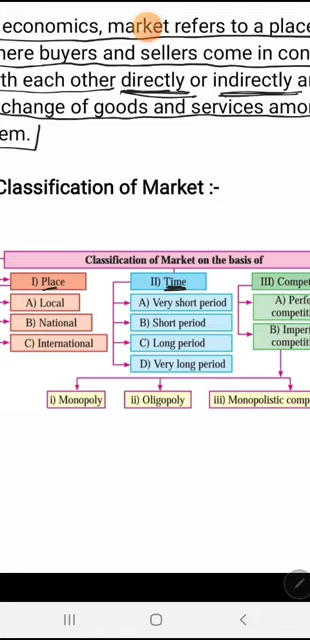 economics, market refers to a place
here buyers and sellers come in con
th each other directly or indirectly a
change of goods and services amo
em.
Classification of Market :-
Classification of Market on the basis of
I) Place
II) Time
III) Compet
A) Local
A) Very short period
A) Perfe
competiti
B) National
B) Short period
B) Imperf
competiti
C) International
C) Long period
D) Very long period
i) Monopoly
ii) Oligopoly
iii) Monopolistic comp